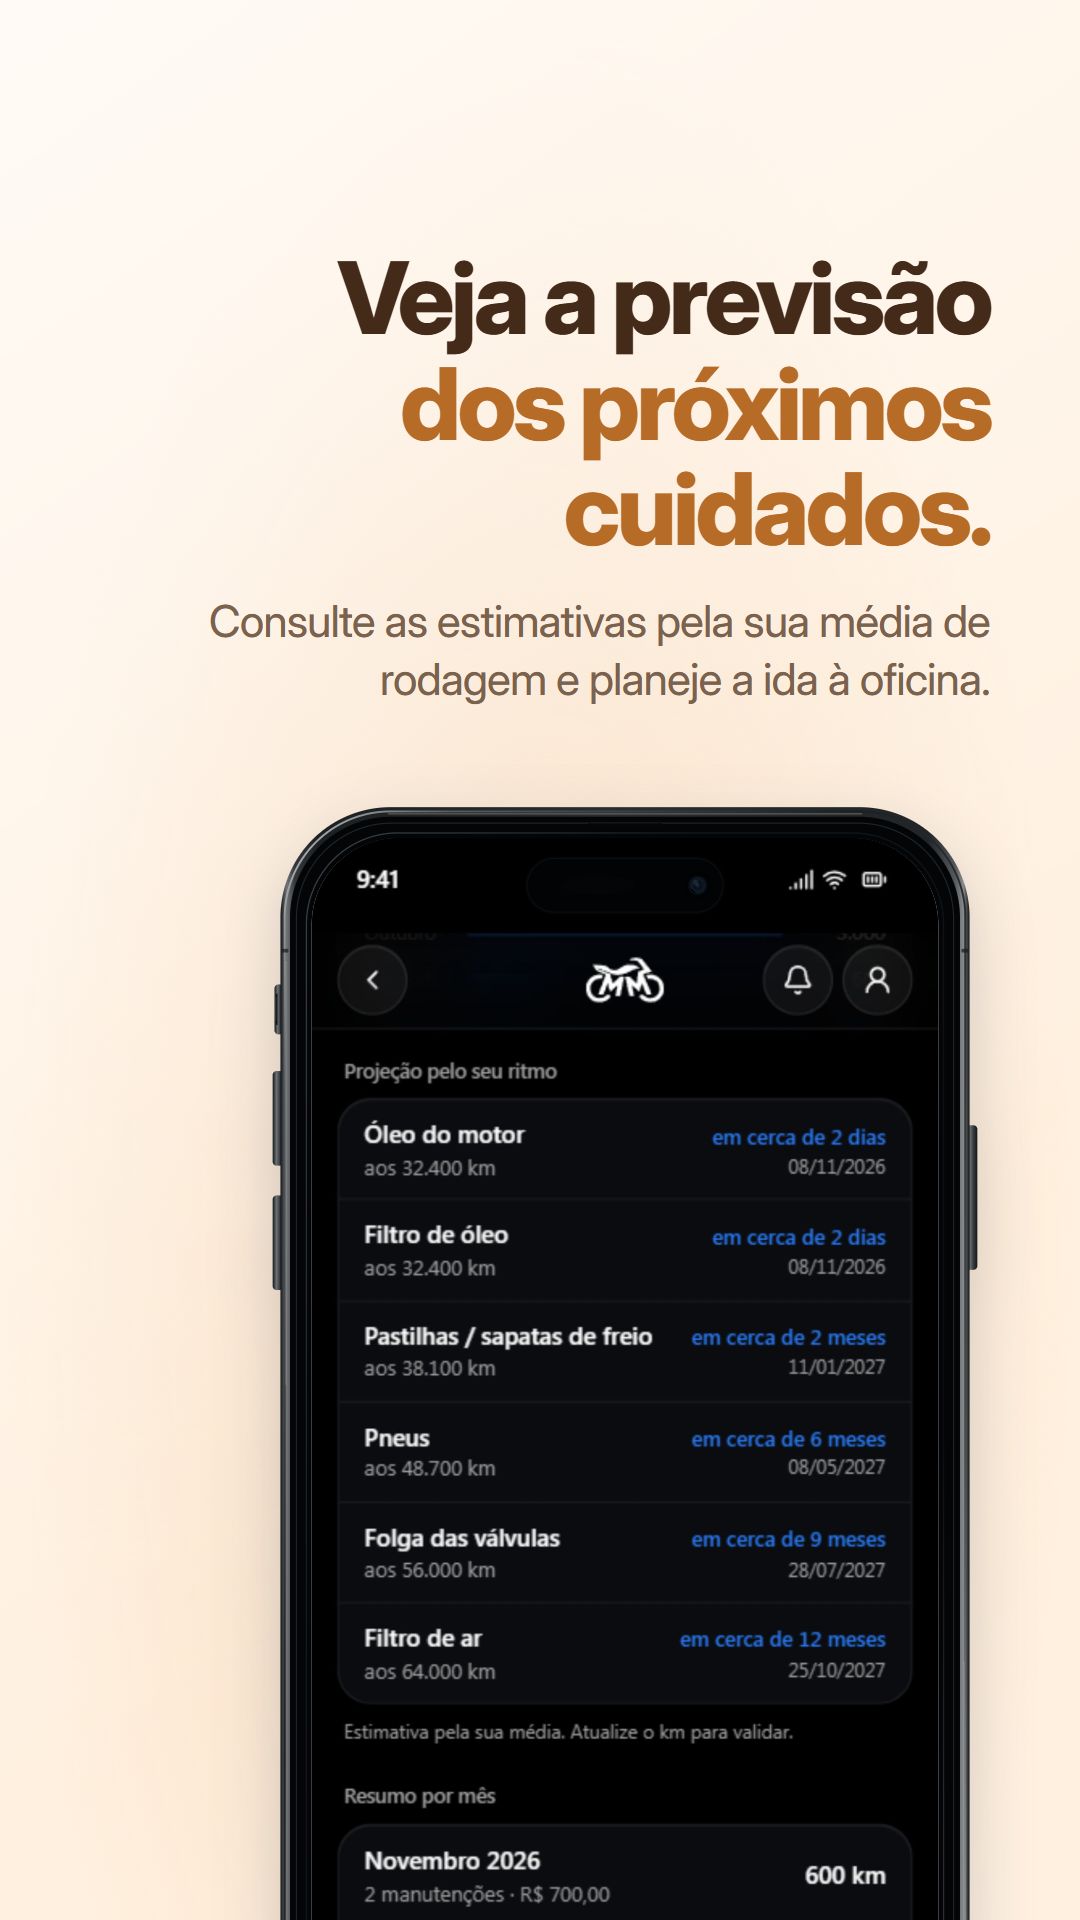 Veja a previsão
dos próximos
cuidados.
Consulte as estimativas pela sua média de
rodagem e planeje a ida à oficina.
9:41
Outubro 3.000
MM
Projeção pelo seu ritmo
Óleo do motor em cerca de 2 dias
aos 32.400 km 08/11/2026
Filtro de óleo em cerca de 2 dias
aos 32.400 km 08/11/2026
Pastilhas / sapatas de freio em cerca de 2 meses
aos 38.100 km 11/01/2027
Pneus em cerca de 6 meses
aos 48.700 km 08/05/2027
Folga das válvulas em cerca de 9 meses
aos 56.000 km 28/07/2027
Filtro de ar em cerca de 12 meses
aos 64.000 km 25/10/2027
Estimativa pela sua média. Atualize o km para validar.
Resumo por mês
Novembro 2026 600 km
2 manutenções · R$ 700,00